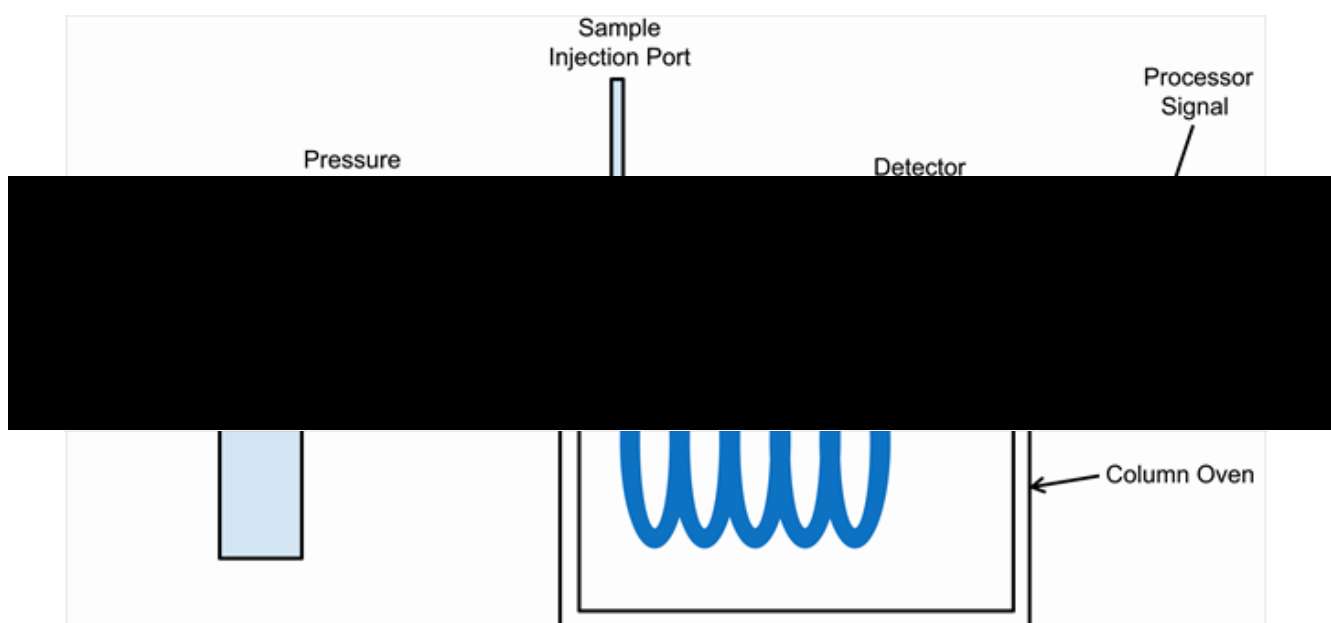 Sample
Injection Port
Processor
Signal
Pressure
Detector
Column Oven